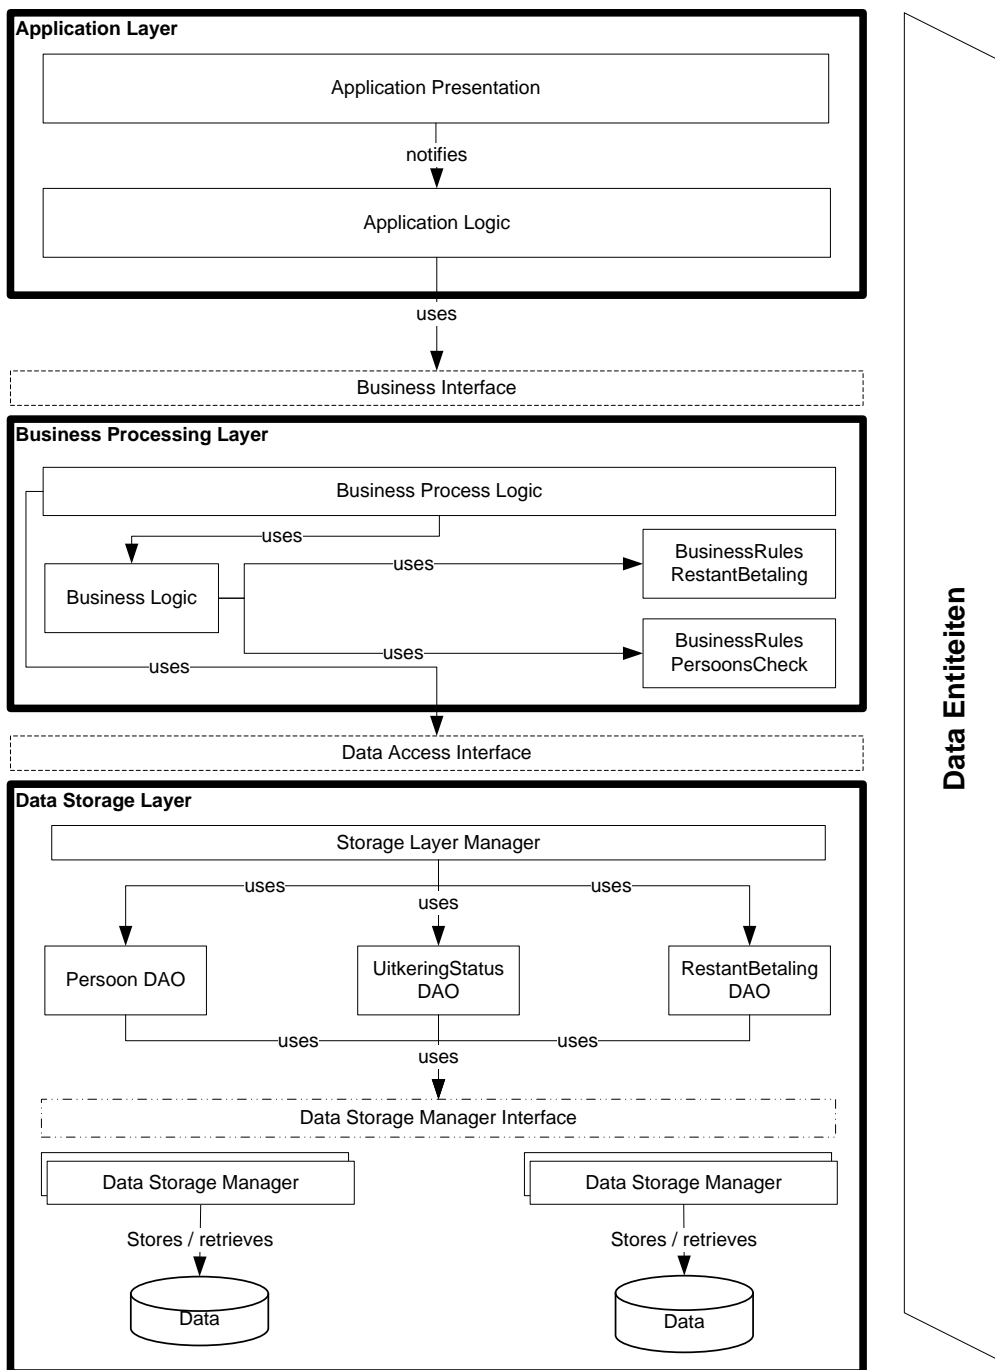 Application Layer
Application Presentation
notifies
Application Logic
uses
Business Interface
Business Processing Layer
Business Process Logic
uses
BusinessRules
RestantBetaling
uses
Business Logic
BusinessRules
PersoonsCheck
uses
uses
Data Access Interface
Data Storage Layer
Storage Layer Manager
uses
uses
uses
Persoon DAO
UitkeringStatus
DAO
RestantBetaling
DAO
uses
uses
uses
Data Storage Manager Interface
Data Storage Manager
Data Storage Manager
Stores / retrieves
Stores / retrieves
Data
Data
Data Entiteiten